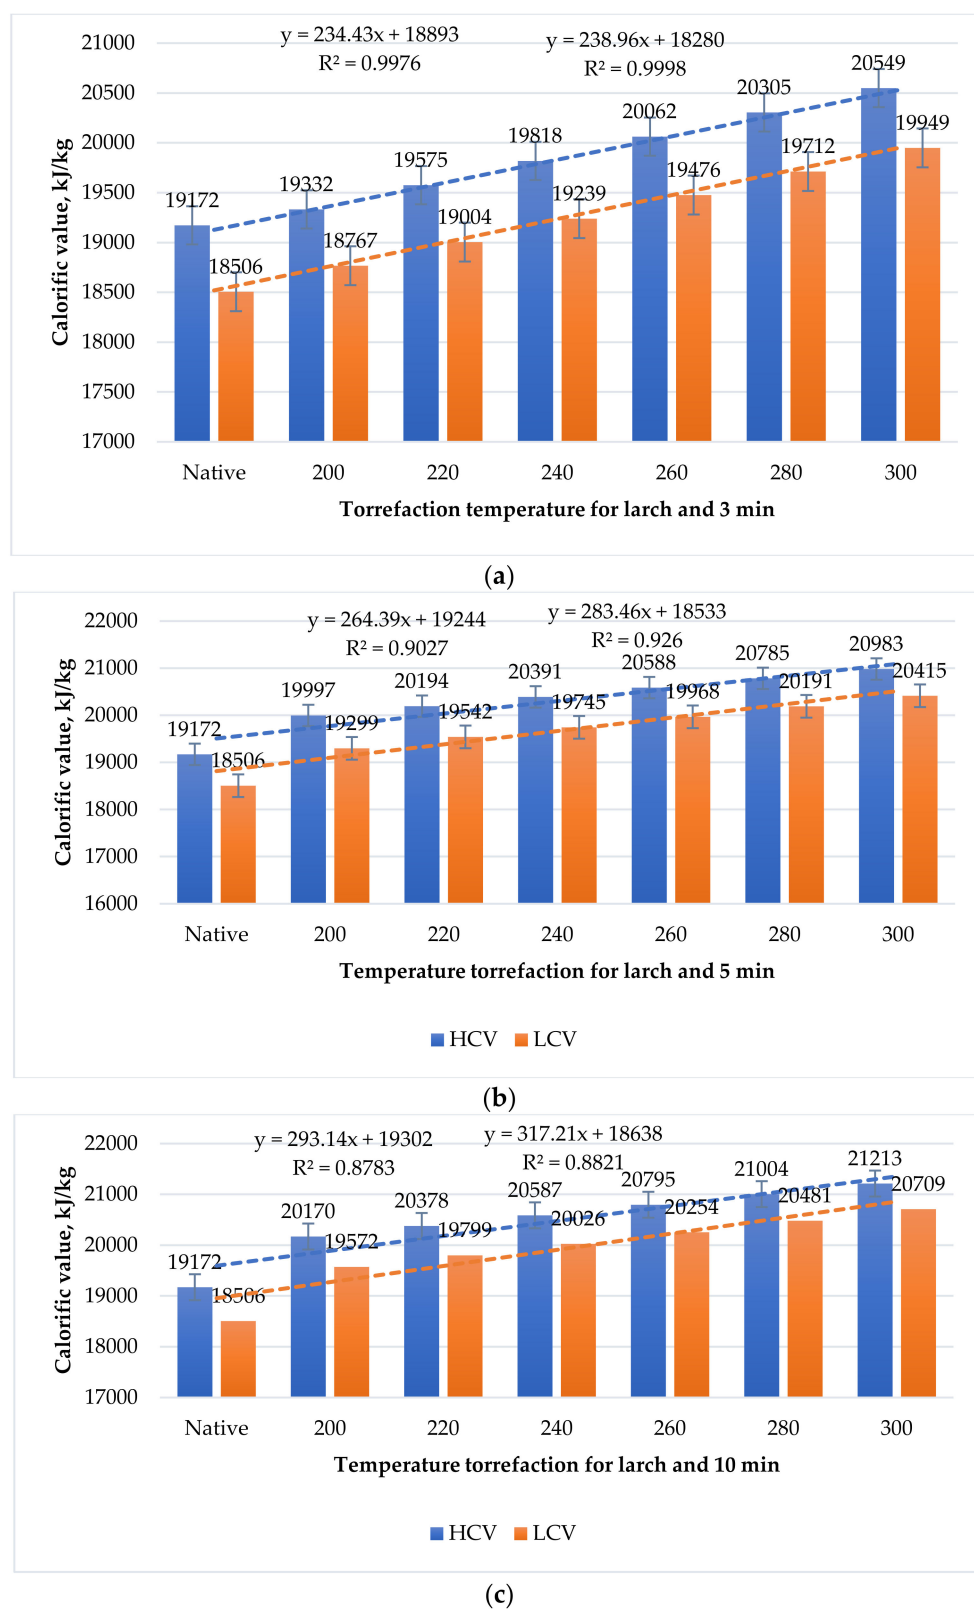 y = 234.43x + 18893
R² = 0.9976
y = 238.96x + 18280
R² = 0.9998
21000
20500
20000
19500
19000
18500
18000
17500
17000
Calorific value, kJ/kg
19172
19332
19575
19818
20062
20305
20549
18506
18767
19004
19239
19476
19712
19949
Native 200 220 240 260 280 300
Torrefaction temperature for larch and 3 min
(a)
y = 264.39x + 19244
R² = 0.9027
y = 283.46x + 18533
R² = 0.926
22000
21000
20000
19000
18000
17000
16000
Calorific value, kJ/kg
19172
19997
20194
20391
20588
20785
20983
18506
19299
19542
19745
19968
20191
20415
Native 200 220 240 260 280 300
Temperature torrefaction for larch and 5 min
HCV LCV
(b)
y = 293.14x + 19302
R² = 0.8783
y = 317.21x + 18638
R² = 0.8821
22000
21000
20000
19000
18000
17000
Calorific value, kJ/kg
19172
20170
20378
20587
20795
21004
21213
18506
19572
19799
20026
20254
20481
20709
Native 200 220 240 260 280 300
Temperature torrefaction for larch and 10 min
HCV LCV
(c)